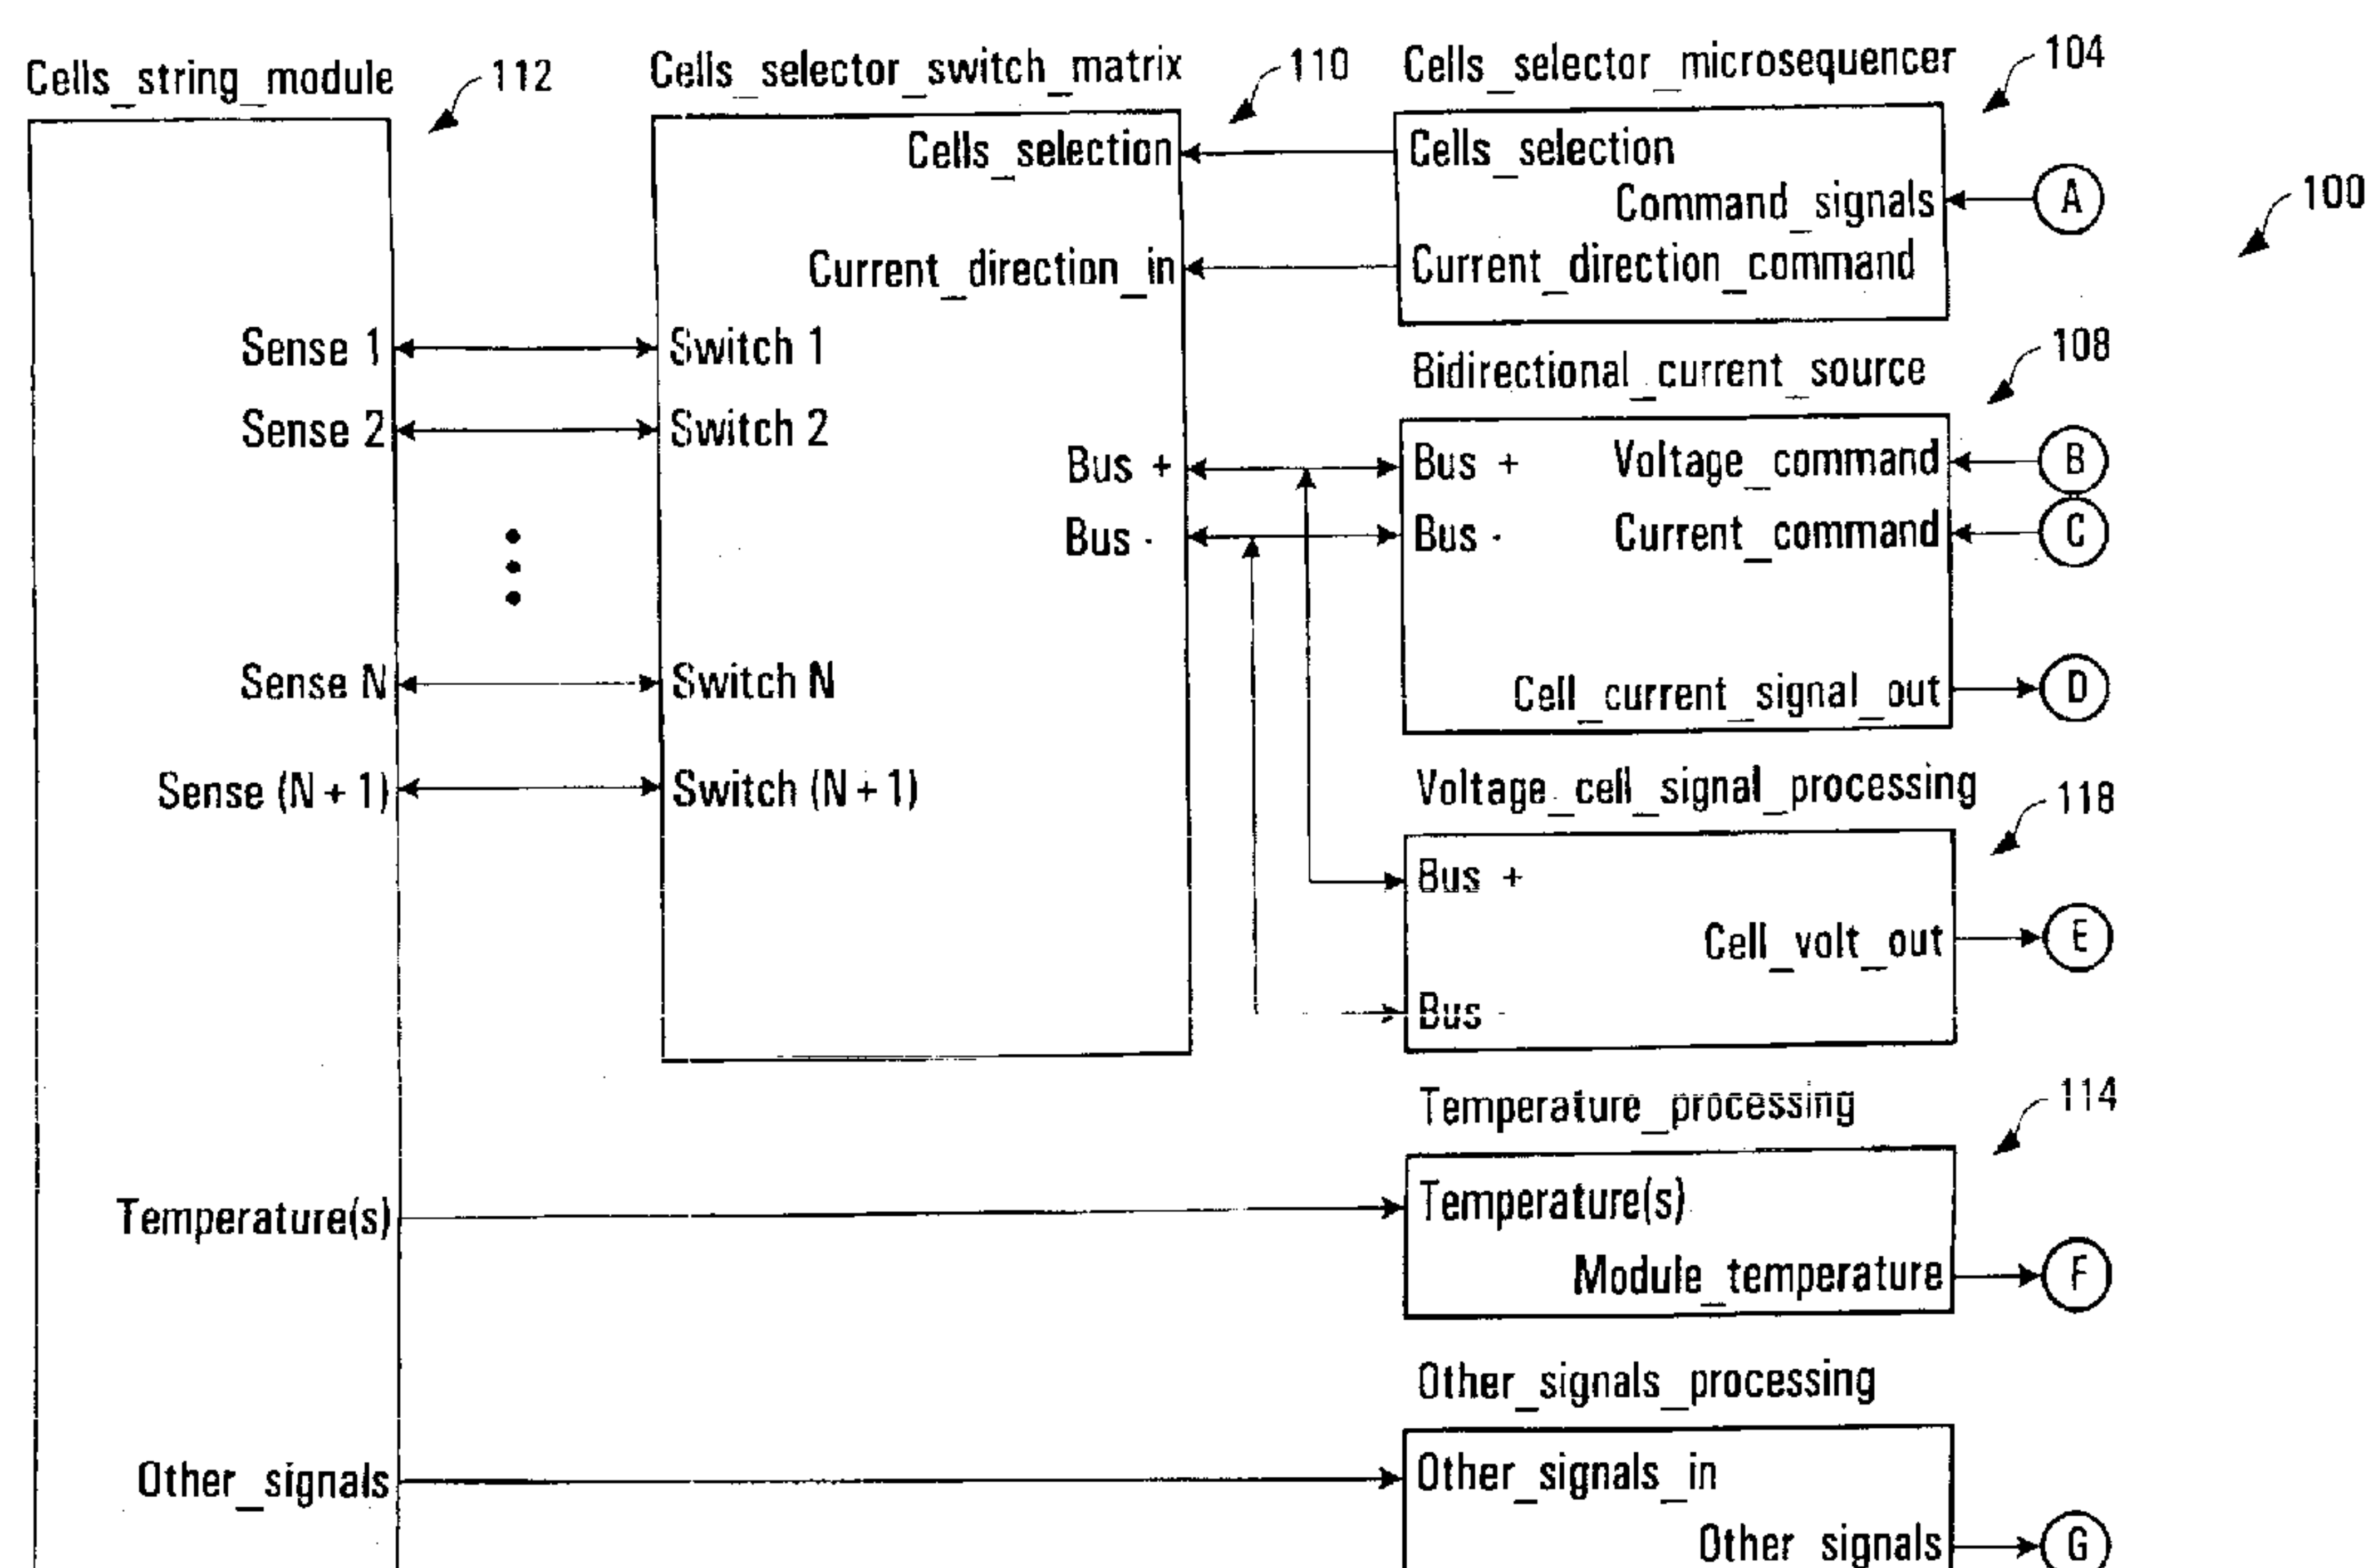 Cells_string_module
112
Cells_selector_switch_matrix
110
Cells_selector_microsequencer
104
100
Cells_selection
Cells_selection
Command_signals
A
Current_direction_in
Current_direction_command
Sense 1
Switch 1
Sense 2
Switch 2
Bidirectional_current_source
108
Bus +
Bus +
Voltage_command
B
Bus -
Bus -
Current_command
C
Sense N
Switch N
Cell_current_signal_out
D
Sense (N + 1)
Switch (N + 1)
Voltage_cell_signal_processing
118
Bus +
Cell_volt_out
E
Bus -
Temperature_processing
114
Temperature(s)
Temperature(s)
Module_temperature
F
Other_signals_processing
Other_signals
Other_signals_in
Other signals
G